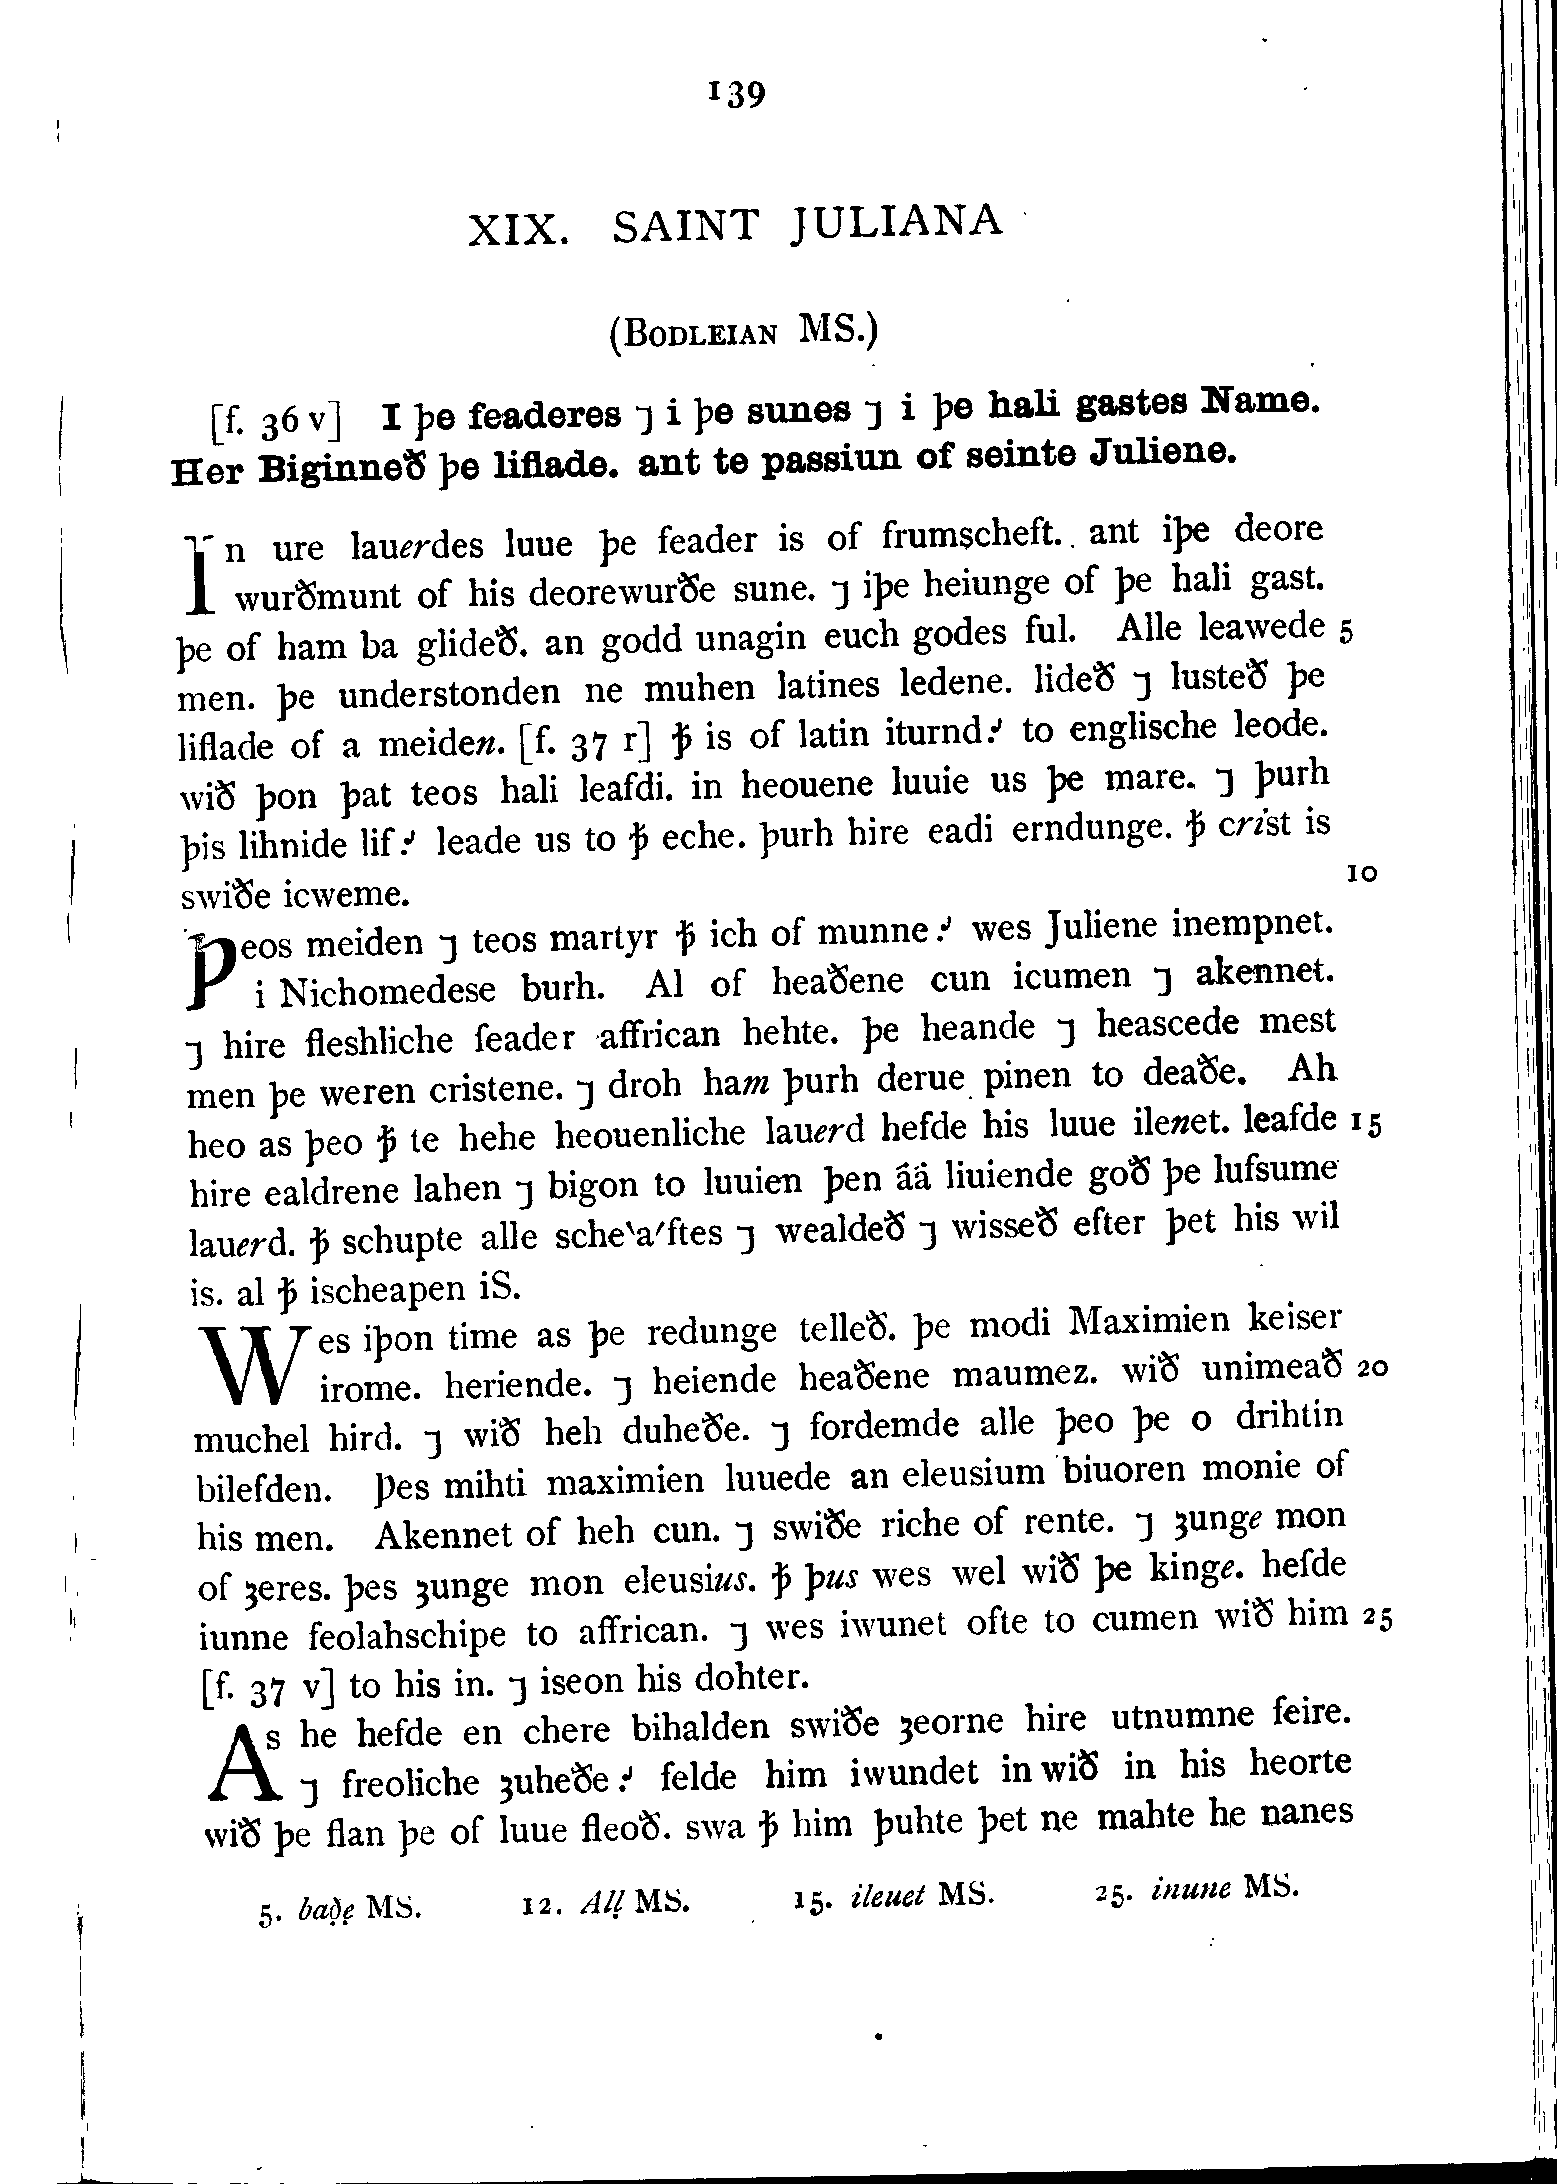 139
XIX. SAINT JULIANA
(BODLEIAN MS.)
[f. 36 v] I þe feaderes ⁊ i þe sunes ⁊ i þe hali gastes Name.
Her Biginneð þe liflade. ant te passiun of seinte Juliene.
In ure lauerdes luue þe feader is of frumscheft. ant iþe deore
wurðmunt of his deorewurðe sune. ⁊ iþe heiunge of þe hali gast.
þe of ham ba glideð. an godd unagin euch godes ful. Alle leawede 5
men. þe understonden ne muhen latines ledene. lideð ⁊ lusteð þe
liflade of a meiden. [f. 37 r] ꝥ is of latin iturnd⹎ to englische leode.
wið þon þat teos hali leafdi. in heouene luuie us þe mare. ⁊ þurh
þis lihnide lif⹎ leade us to ꝥ eche. þurh hire eadi erndunge. ꝥ crist is
swiðe icweme. 10
Þeos meiden ⁊ teos martyr ꝥ ich of munne⹎ wes Juliene inempnet.
i Nichomedese burh. Al of heaðene cun icumen ⁊ akennet.
⁊ hire fleshliche feader affrican hehte. þe heande ⁊ heascede mest
men þe weren cristene. ⁊ droh ham þurh derue pinen to deaðe. Ah
heo as þeo ꝥ te hehe heouenliche lauerd hefde his luue ilenet. leafde 15
hire ealdrene lahen ⁊ bigon to luuien þen áá liuiende goð þe lufsume
lauerd. ꝥ schupte alle sche‵a′ftes ⁊ wealdeð ⁊ wisseð efter þet his wil
is. al ꝥ ischeapen iS.
Wes iþon time as þe redunge telleð. þe modi Maximien keiser
irome. heriende. ⁊ heiende heaðene maumez. wið unimeað 20
muchel hird. ⁊ wið heh duheðe. ⁊ fordemde alle þeo þe o drihtin
bilefden. Þes mihti maximien luuede an eleusium biuoren monie of
his men. Akennet of heh cun. ⁊ swiðe riche of rente. ⁊ ȝunge mon
of ȝeres. þes ȝunge mon eleusius. ꝥ þus wes wel wið þe kinge. hefde
iunne feolahschipe to affrican. ⁊ wes iwunet ofte to cumen wið him 25
[f. 37 v] to his in. ⁊ iseon his dohter.
As he hefde en chere bihalden swiðe ȝeorne hire utnumne feire.
⁊ freoliche ȝuheðe⹎ felde him iwundet in wið in his heorte
wið þe flan þe of luue fleoð. swa ꝥ him þuhte þet ne mahte he nanes
5. bað̣ẹ MS. 12. Alḷ MS. 15. ileuet MS. 25. inune MS.